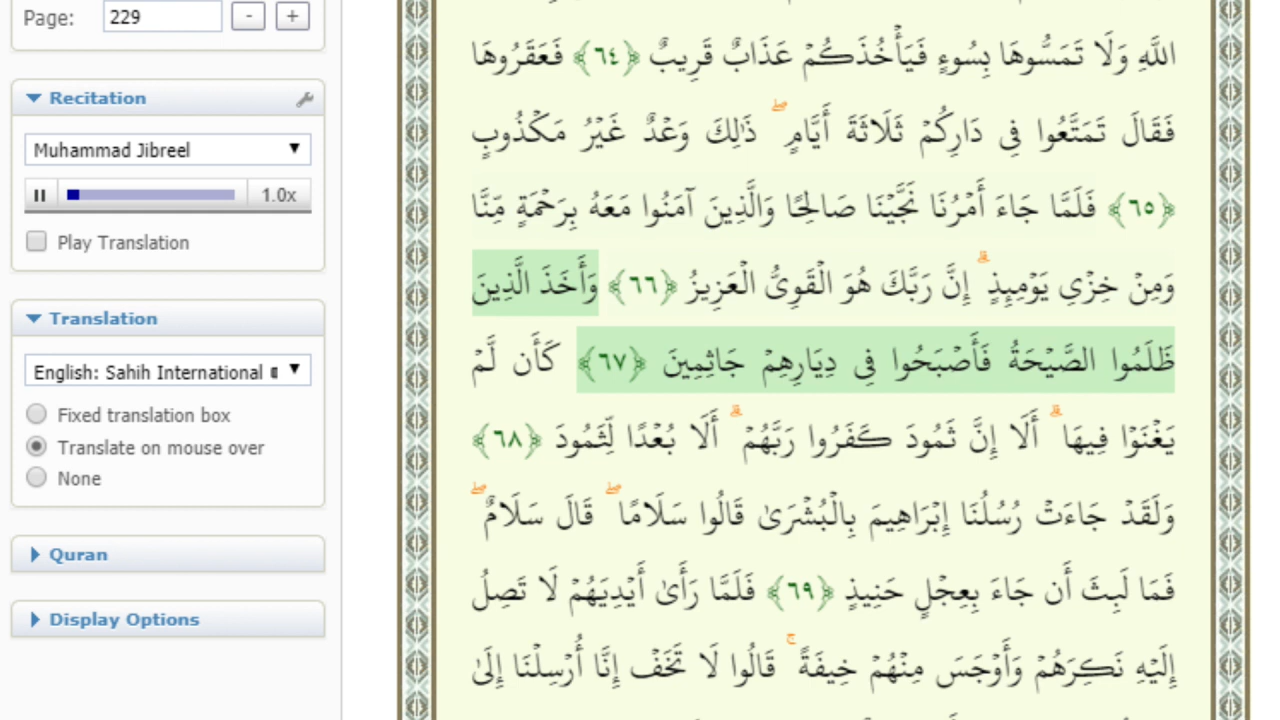 Page: 229 - +
Recitation
Muhammad Jibreel
1.0x
Play Translation
Translation
English: Sahih International
Fixed translation box
Translate on mouse over
None
Quran
Display Options
اللَّهِ وَلَا تَمَسُّوهَا بِسُوءٍ فَيَأْخُذَكُمْ عَذَابٌ قَرِيبٌ ﴿٦٤﴾ فَعَقَرُوهَا
فَقَالَ تَمَتَّعُوا فِي دَارِكُمْ ثَلَاثَةَ أَيَّامٍ ۖ ذَٰلِكَ وَعْدٌ غَيْرُ مَكْذُوبٍ
﴿٦٥﴾ فَلَمَّا جَاءَ أَمْرُنَا نَجَّيْنَا صَالِحًا وَالَّذِينَ آمَنُوا مَعَهُ بِرَحْمَةٍ مِّنَّا
وَمِنْ خِزْيِ يَوْمِئِذٍ ۗ إِنَّ رَبَّكَ هُوَ الْقَوِيُّ الْعَزِيزُ ﴿٦٦﴾ وَأَخَذَ الَّذِينَ
ظَلَمُوا الصَّيْحَةُ فَأَصْبَحُوا فِي دِيَارِهِمْ جَاثِمِينَ ﴿٦٧﴾ كَأَن لَّمْ
يَغْنَوْا فِيهَا ۗ أَلَا إِنَّ ثَمُودَ كَفَرُوا رَبَّهُمْ ۗ أَلَا بُعْدًا لِّثَمُودَ ﴿٦٨﴾
وَلَقَدْ جَاءَتْ رُسُلُنَا إِبْرَاهِيمَ بِالْبُشْرَىٰ قَالُوا سَلَامًا ۖ قَالَ سَلَامٌ ۖ
فَمَا لَبِثَ أَن جَاءَ بِعِجْلٍ حَنِيذٍ ﴿٦٩﴾ فَلَمَّا رَأَىٰ أَيْدِيَهُمْ لَا تَصِلُ
إِلَيْهِ نَكِرَهُمْ وَأَوْجَسَ مِنْهُمْ خِيفَةً ۚ قَالُوا لَا تَخَفْ إِنَّا أُرْسِلْنَا إِلَىٰ